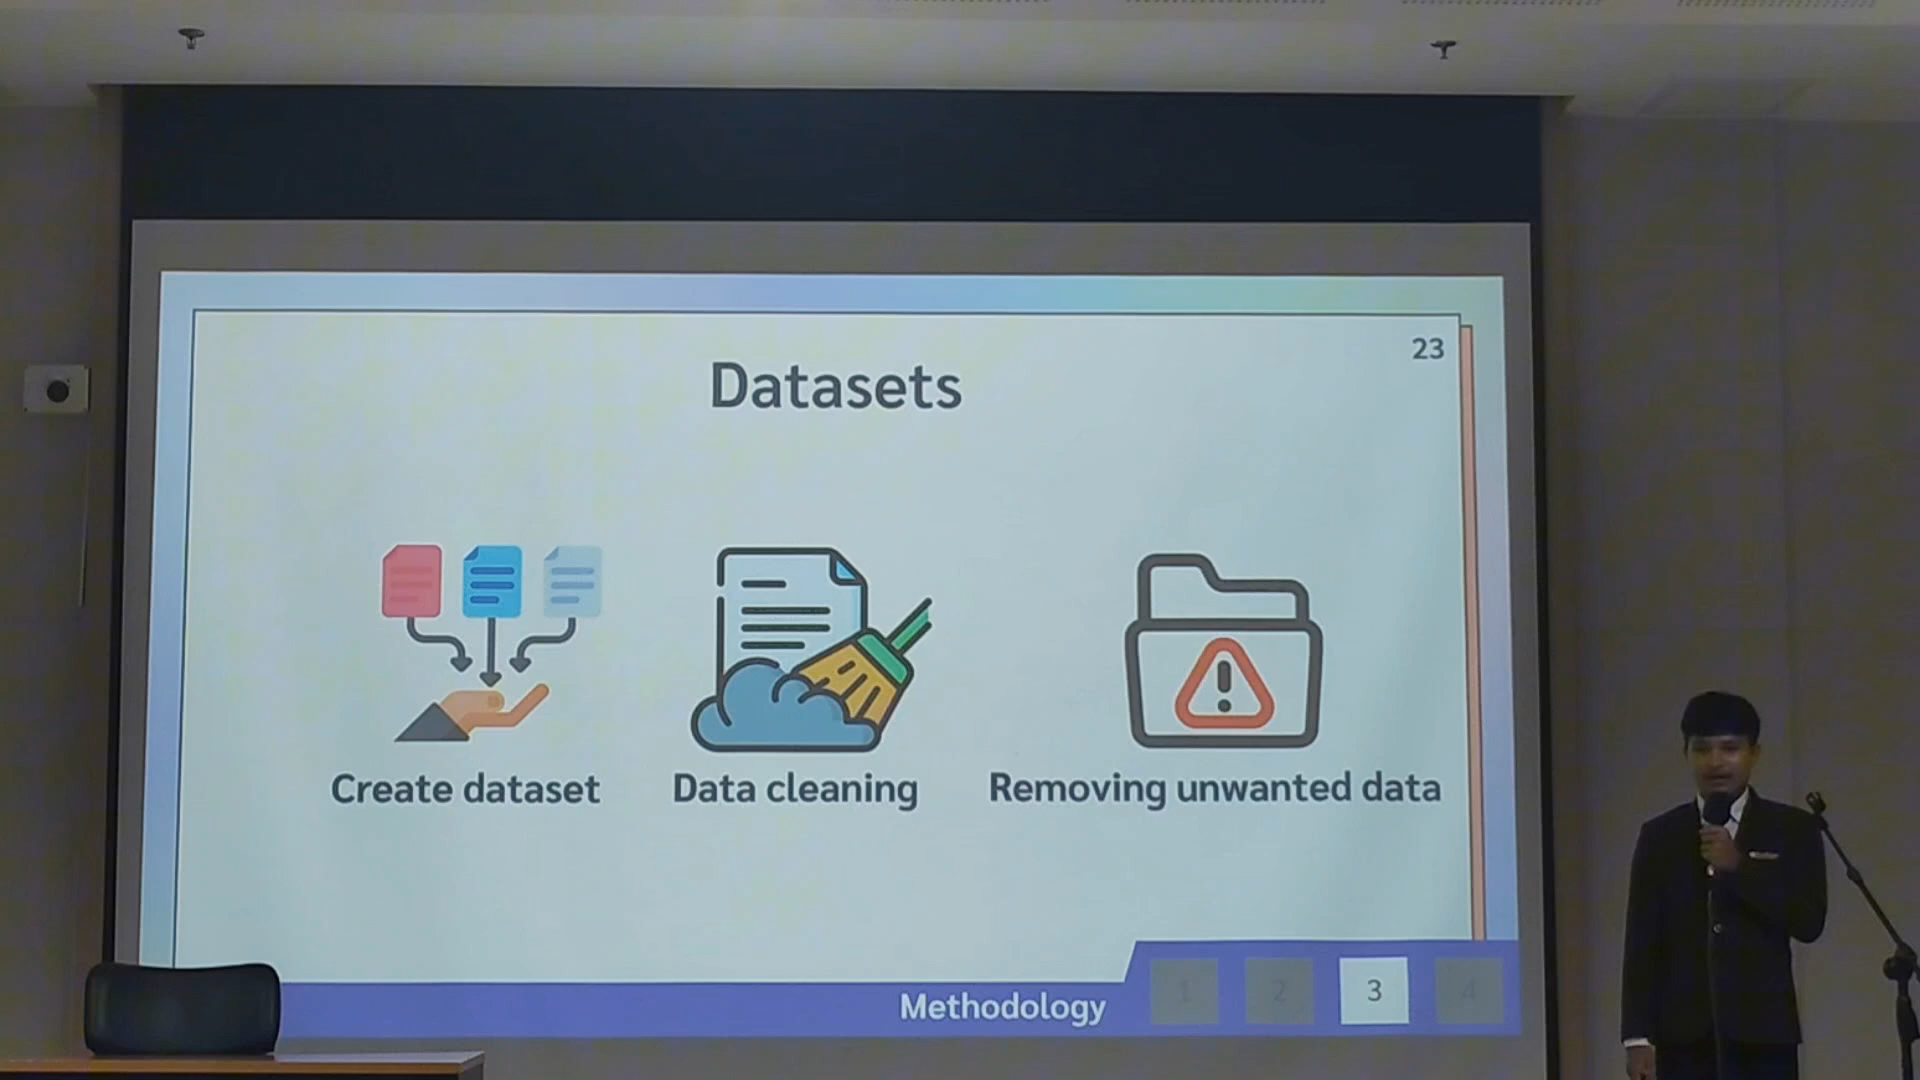 23
Datasets
Create dataset
Data cleaning
Removing unwanted data
Methodology
1
2
3
4